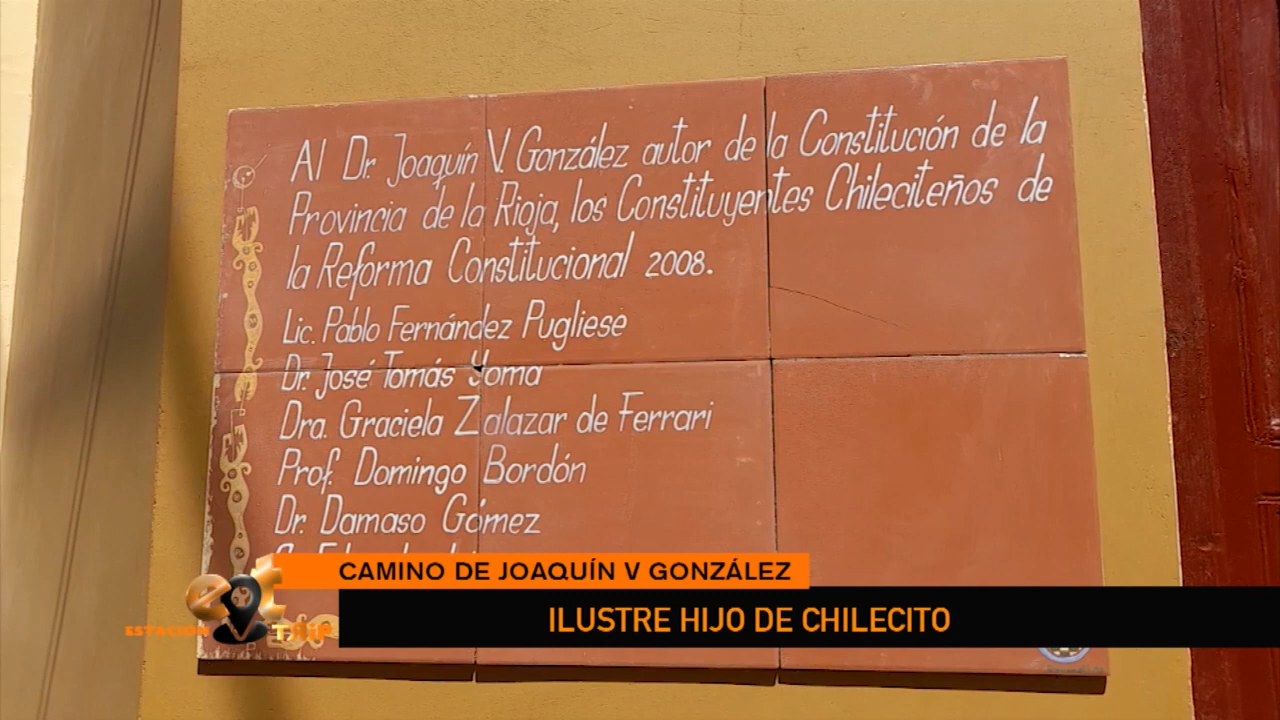 Al Dr. Joaquín V. González autor de la Constitución de la
Provincia de la Rioja, los Constituyentes Chileciteños de
la Reforma Constitucional 2008.
Lic. Pablo Fernández Pugliese
Dr. José Tomás Yoma
Dra. Graciela Zalazar de Ferrari
Prof. Domingo Bordón
Dr. Damaso Gómez
CAMINO DE JOAQUÍN V GONZÁLEZ
ILUSTRE HIJO DE CHILECITO
ESTACIÓN TRIP